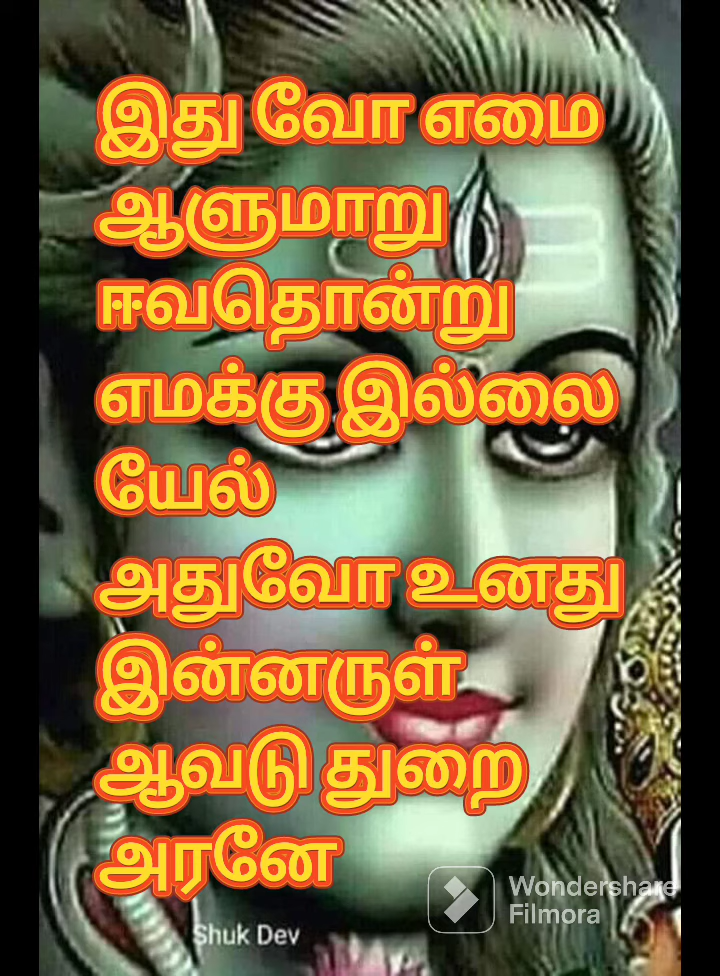 இது வோ எமை
ஆளுமாறு
ஈவதொன்று
எமக்கு இல்லை
யேல்
அதுவோ உனது
இன்னருள்
ஆவடு துறை
அரனே
Wondershare
Filmora
Shuk Dev